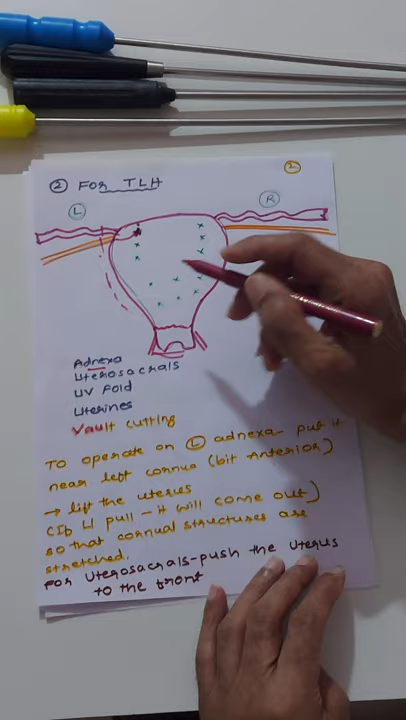 ②
② FOR TLH
L
R
Adnexa
Uterosacrals
UV Fold
Uterines
Vault cutting
TO operate on Ⓛ adnexa - put it
near left cornua (bit Anterior)
→ lift the uterus
pull - it will come out)
so that cornual structures are
stretched.
For Uterosacrals - push the Uterus
to the front